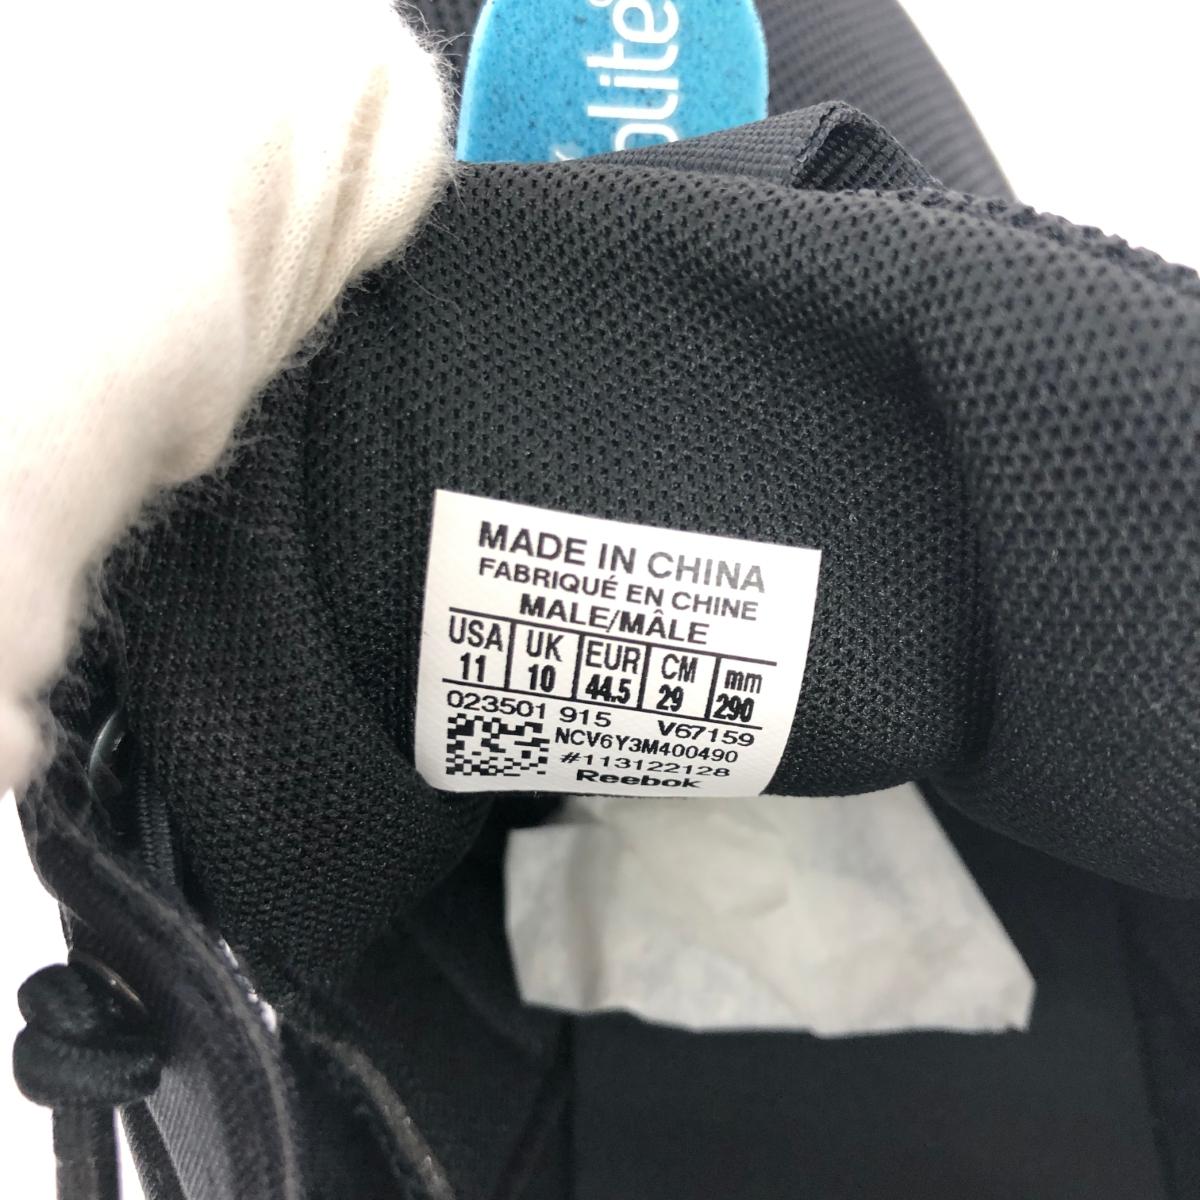 olite
MADE IN CHINA
FABRIQUÉ EN CHINE
MALE/MÂLE
USA UK EUR CM mm
11 10 44.5 29 290
023501 915 V67159
NCV6Y3M400490
#113122128
Reebok